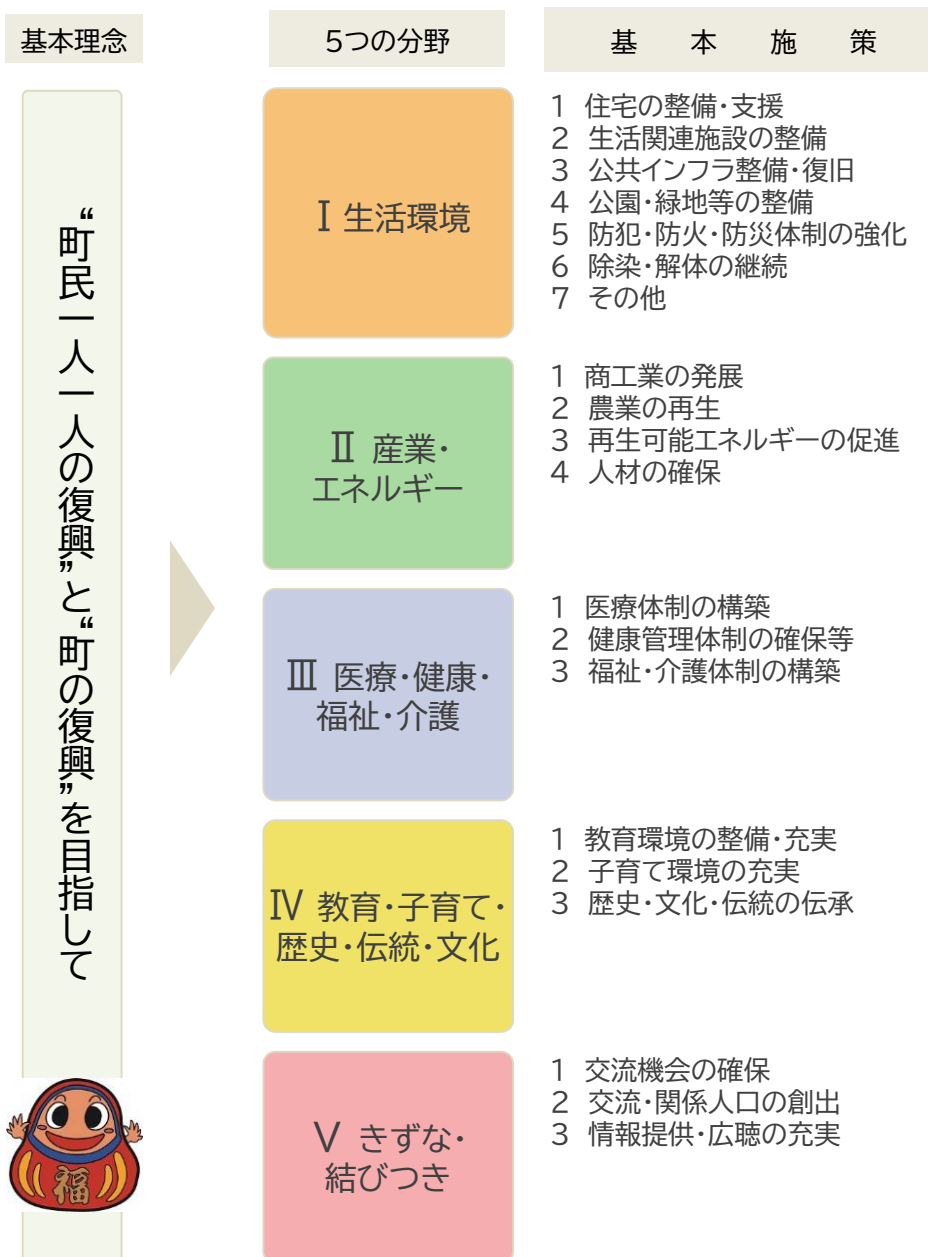 基本理念
5つの分野
基本施策
“町民一人一人の復興”と“町の復興”を目指して
福
Ⅰ 生活環境
1 住宅の整備・支援
2 生活関連施設の整備
3 公共インフラ整備・復旧
4 公園・緑地等の整備
5 防犯・防火・防災体制の強化
6 除染・解体の継続
7 その他
Ⅱ 産業・
エネルギー
1 商工業の発展
2 農業の再生
3 再生可能エネルギーの促進
4 人材の確保
Ⅲ 医療・健康・
福祉・介護
1 医療体制の構築
2 健康管理体制の確保等
3 福祉・介護体制の構築
Ⅳ 教育・子育て・
歴史・伝統・文化
1 教育環境の整備・充実
2 子育て環境の充実
3 歴史・文化・伝統の伝承
Ⅴ きずな・
結びつき
1 交流機会の確保
2 交流・関係人口の創出
3 情報提供・広聴の充実